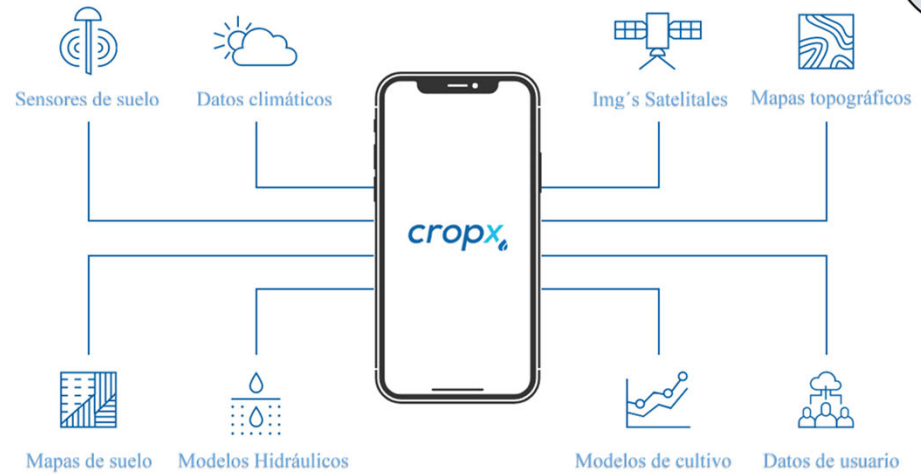 Sensores de suelo
Datos climáticos
Img´s Satelitales
Mapas topográficos
cropx
Mapas de suelo
Modelos Hidráulicos
Modelos de cultivo
Datos de usuario